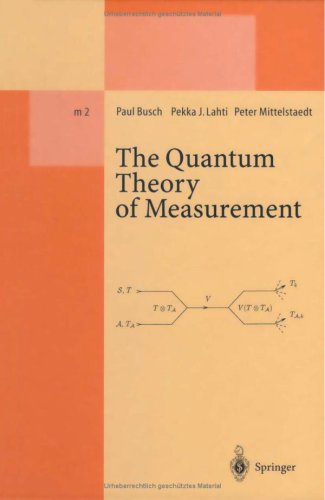 Urheberrechtlich geschütztes Material
m 2
Paul Busch Pekka J. Lahti Peter Mittelstaedt
The Quantum
Theory
of Measurement
S, T
T ⊗ T_A
V
V(T ⊗ T_A)
T_k
A, T_A
T_{A,k}
Springer
Urheberrechtlich geschütztes Material